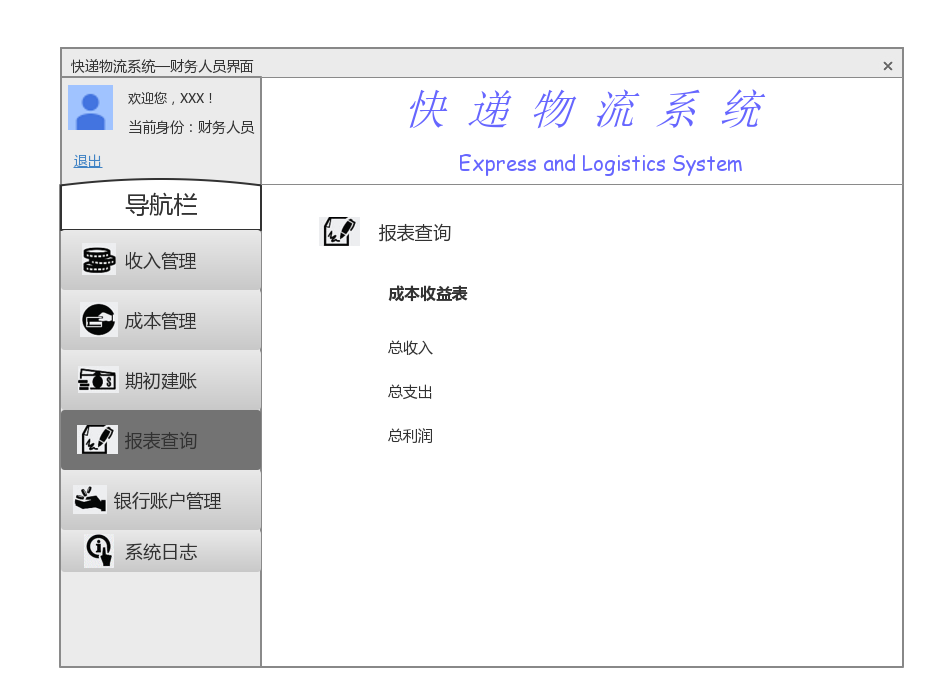 快递物流系统—财务人员界面
×
欢迎您，XXX！
当前身份：财务人员
退出
快递物流系统
Express and Logistics System
导航栏
收入管理
成本管理
期初建账
报表查询
银行账户管理
系统日志
报表查询
成本收益表
总收入
总支出
总利润